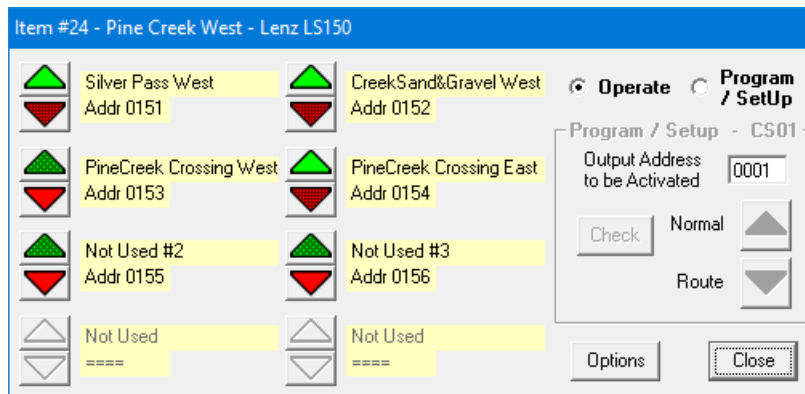 Item #24 - Pine Creek West - Lenz LS150
Silver Pass West
Addr 0151
CreekSand&Gravel West
Addr 0152
Operate
Program
/ SetUp
PineCreek Crossing West
Addr 0153
PineCreek Crossing East
Addr 0154
Program / Setup - CS01
Output Address
to be Activated
0001
Not Used #2
Addr 0155
Not Used #3
Addr 0156
Check
Normal
Route
Not Used
====
Not Used
====
Options
Close